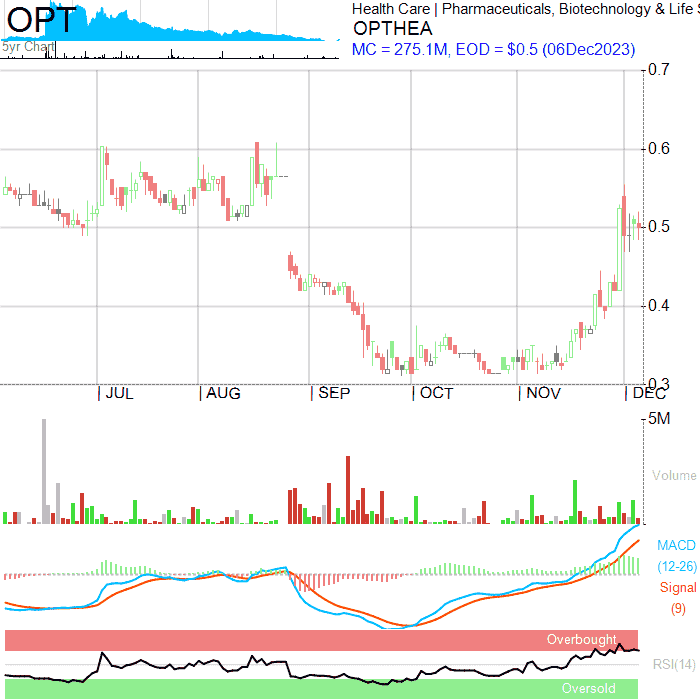 OPT
5yr Chart
Health Care | Pharmaceuticals, Biotechnology & Life S
OPTHEA
MC = 275.1M, EOD = $0.5 (06Dec2023)
0.7
0.6
0.5
0.4
0.3
JUL
AUG
SEP
OCT
NOV
DEC
5M
Volume
MACD
(12-26)
Signal
(9)
Overbought
RSI(14)
Oversold